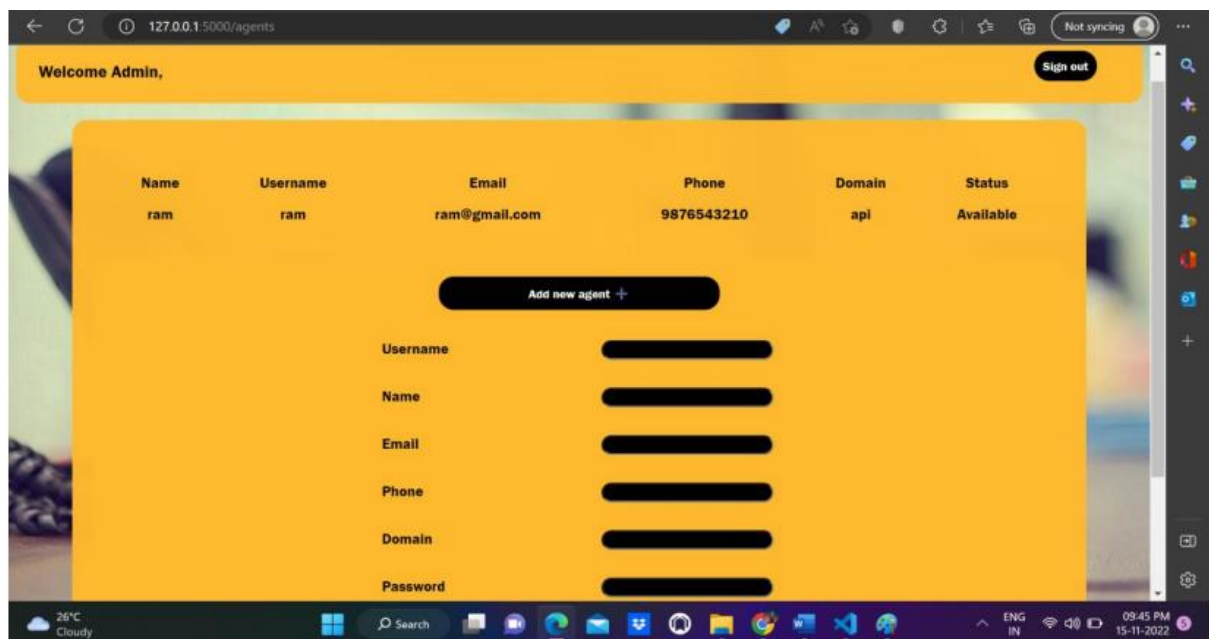 127.0.0.1:5000/agents
Not syncing
Welcome Admin,
Sign out
Name Username Email Phone Domain Status
ram ram ram@gmail.com 9876543210 api Available
Add new agent +
Username
Name
Email
Phone
Domain
Password
26°C
Cloudy
Search
ENG
IN
09:45 PM
15-11-2022
5